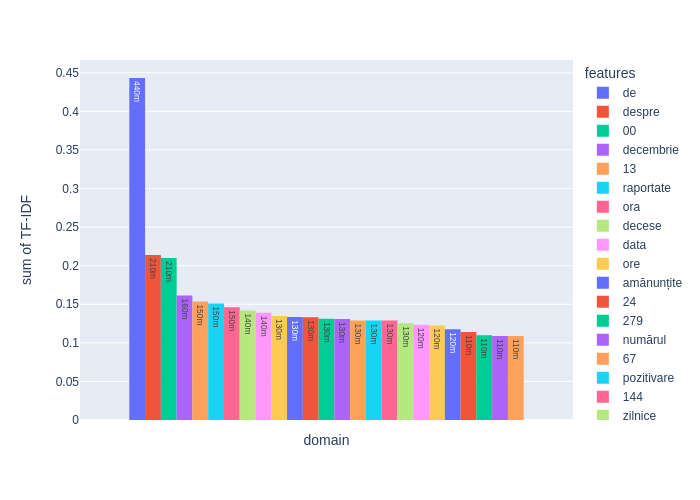 features
de
despre
00
decembrie
13
raportate
ora
decese
data
ore
amănunțite
24
279
numărul
67
pozitivare
144
zilnice
0.45
0.4
0.35
0.3
0.25
0.2
0.15
0.1
0.05
0
sum of TF-IDF
domain
440m
210m
210m
160m
150m
150m
150m
140m
140m
130m
130m
130m
130m
130m
130m
130m
130m
130m
120m
120m
120m
110m
110m
110m
110m